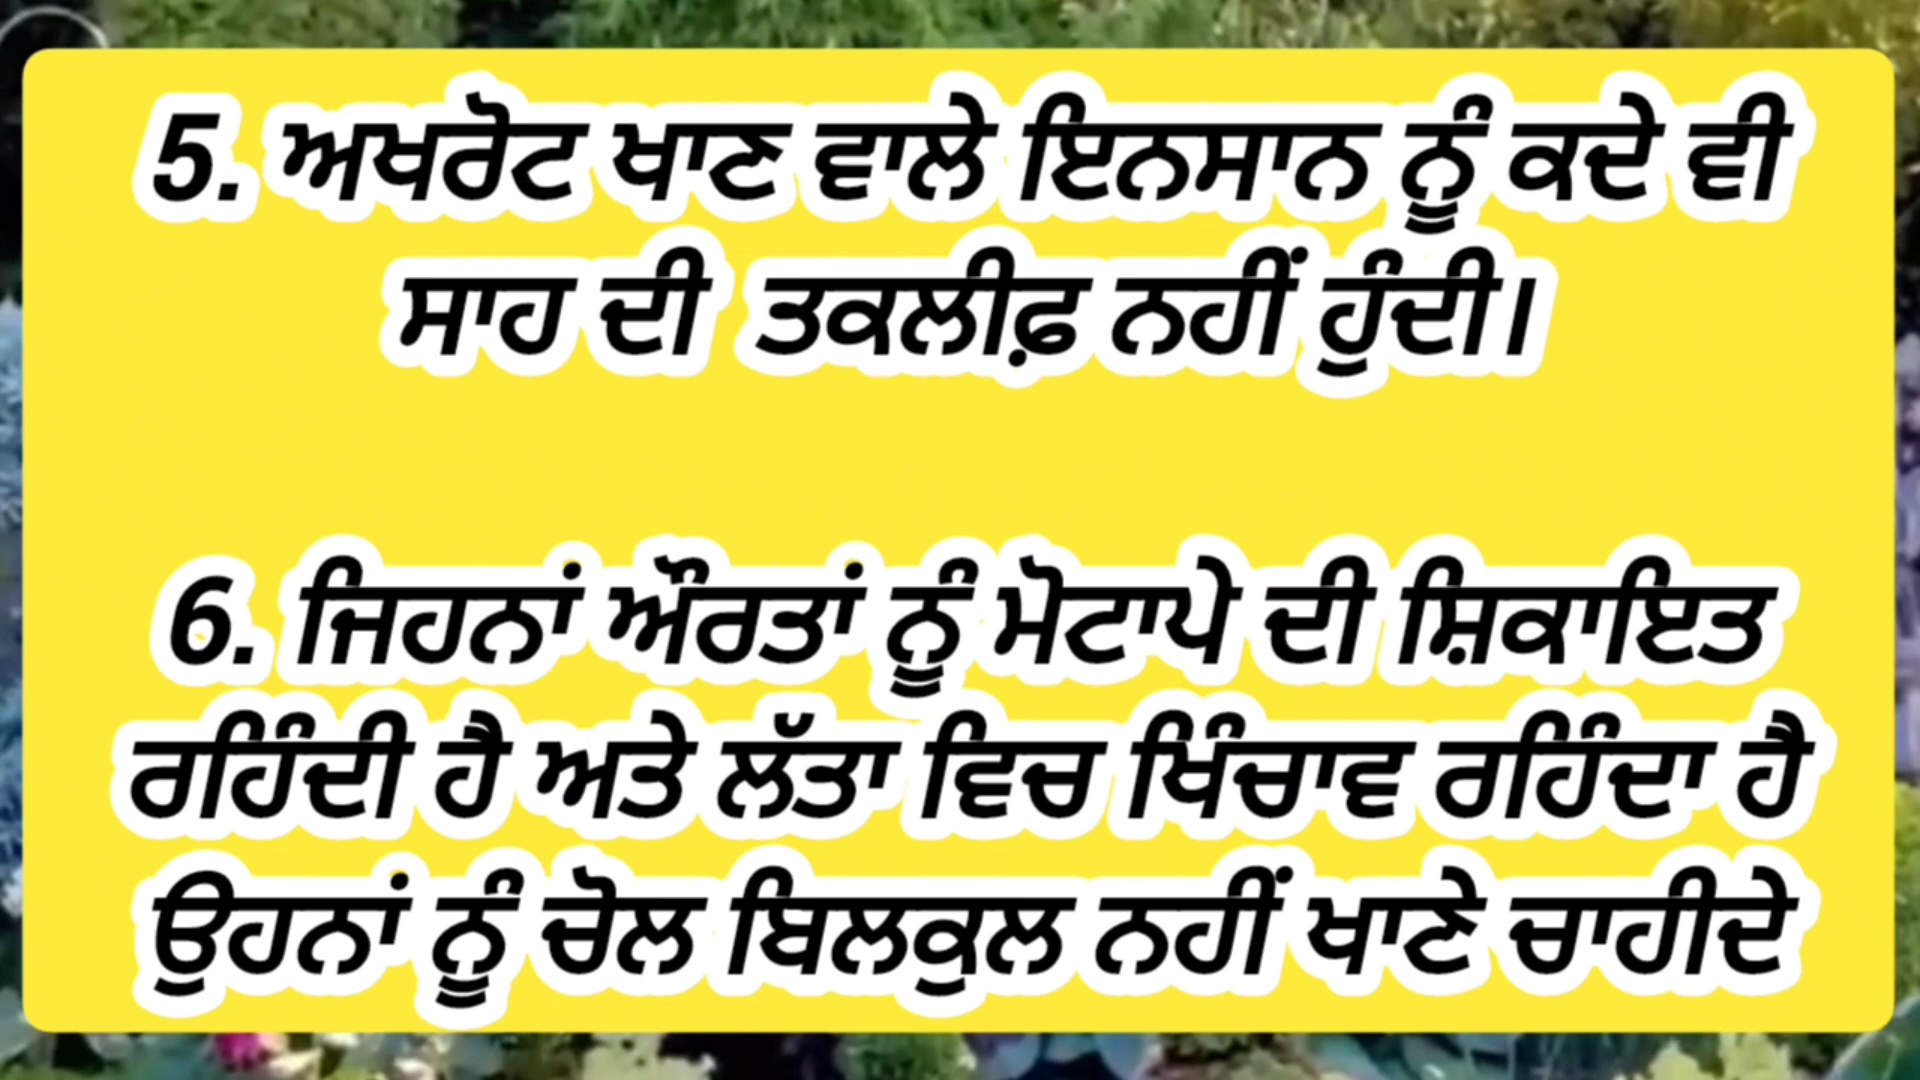 5. ਅਖਰੋਟ ਖਾਣ ਵਾਲੇ ਇਨਸਾਨ ਨੂੰ ਕਦੇ ਵੀ
ਸਾਹ ਦੀ ਤਕਲੀਫ਼ ਨਹੀਂ ਹੁੰਦੀ।
6. ਜਿਹਨਾਂ ਔਰਤਾਂ ਨੂੰ ਮੋਟਾਪੇ ਦੀ ਸ਼ਿਕਾਇਤ
ਰਹਿੰਦੀ ਹੈ ਅਤੇ ਲੱਤਾ ਵਿਚ ਖਿੰਚਾਵ ਰਹਿੰਦਾ ਹੈ
ਉਹਨਾਂ ਨੂੰ ਚੋਲ ਬਿਲਕੁਲ ਨਹੀਂ ਖਾਣੇ ਚਾਹੀਦੇ